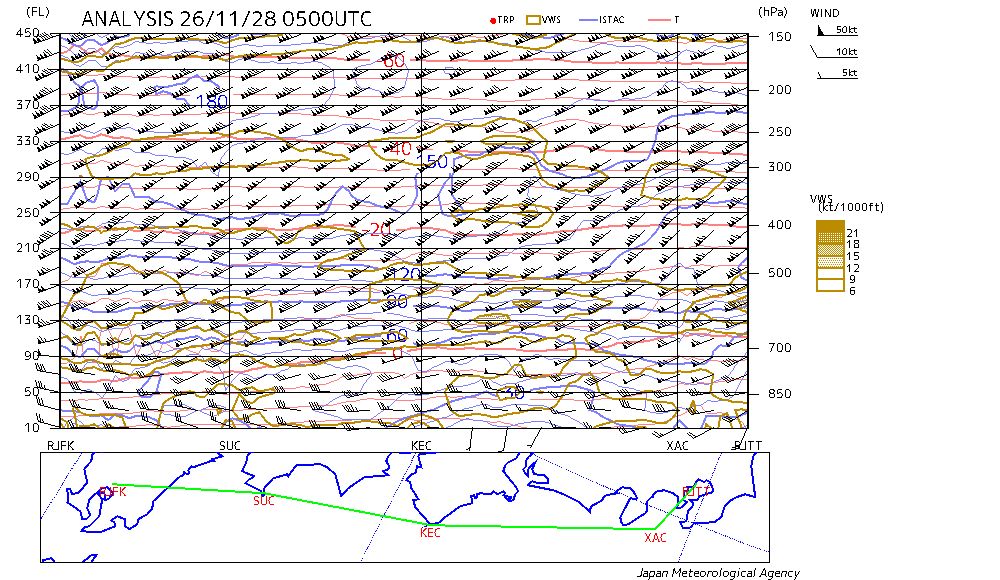 (FL)
ANALYSIS 26/11/28 0500UTC
TRP VWS ISTAC T
(hPa)
WIND
50kt
10kt
5kt
450
410
370
330
290
250
210
170
130
90
50
10
150
200
250
300
400
500
700
850
-60
180
-40
150
-20
120
90
60
0
30
VWS
(kt/1000ft)
21
18
15
12
9
6
RJFK SUC KEC XAC RJTT
RJFK
SUC
KEC
XAC
RJTT
Japan Meteorological Agency